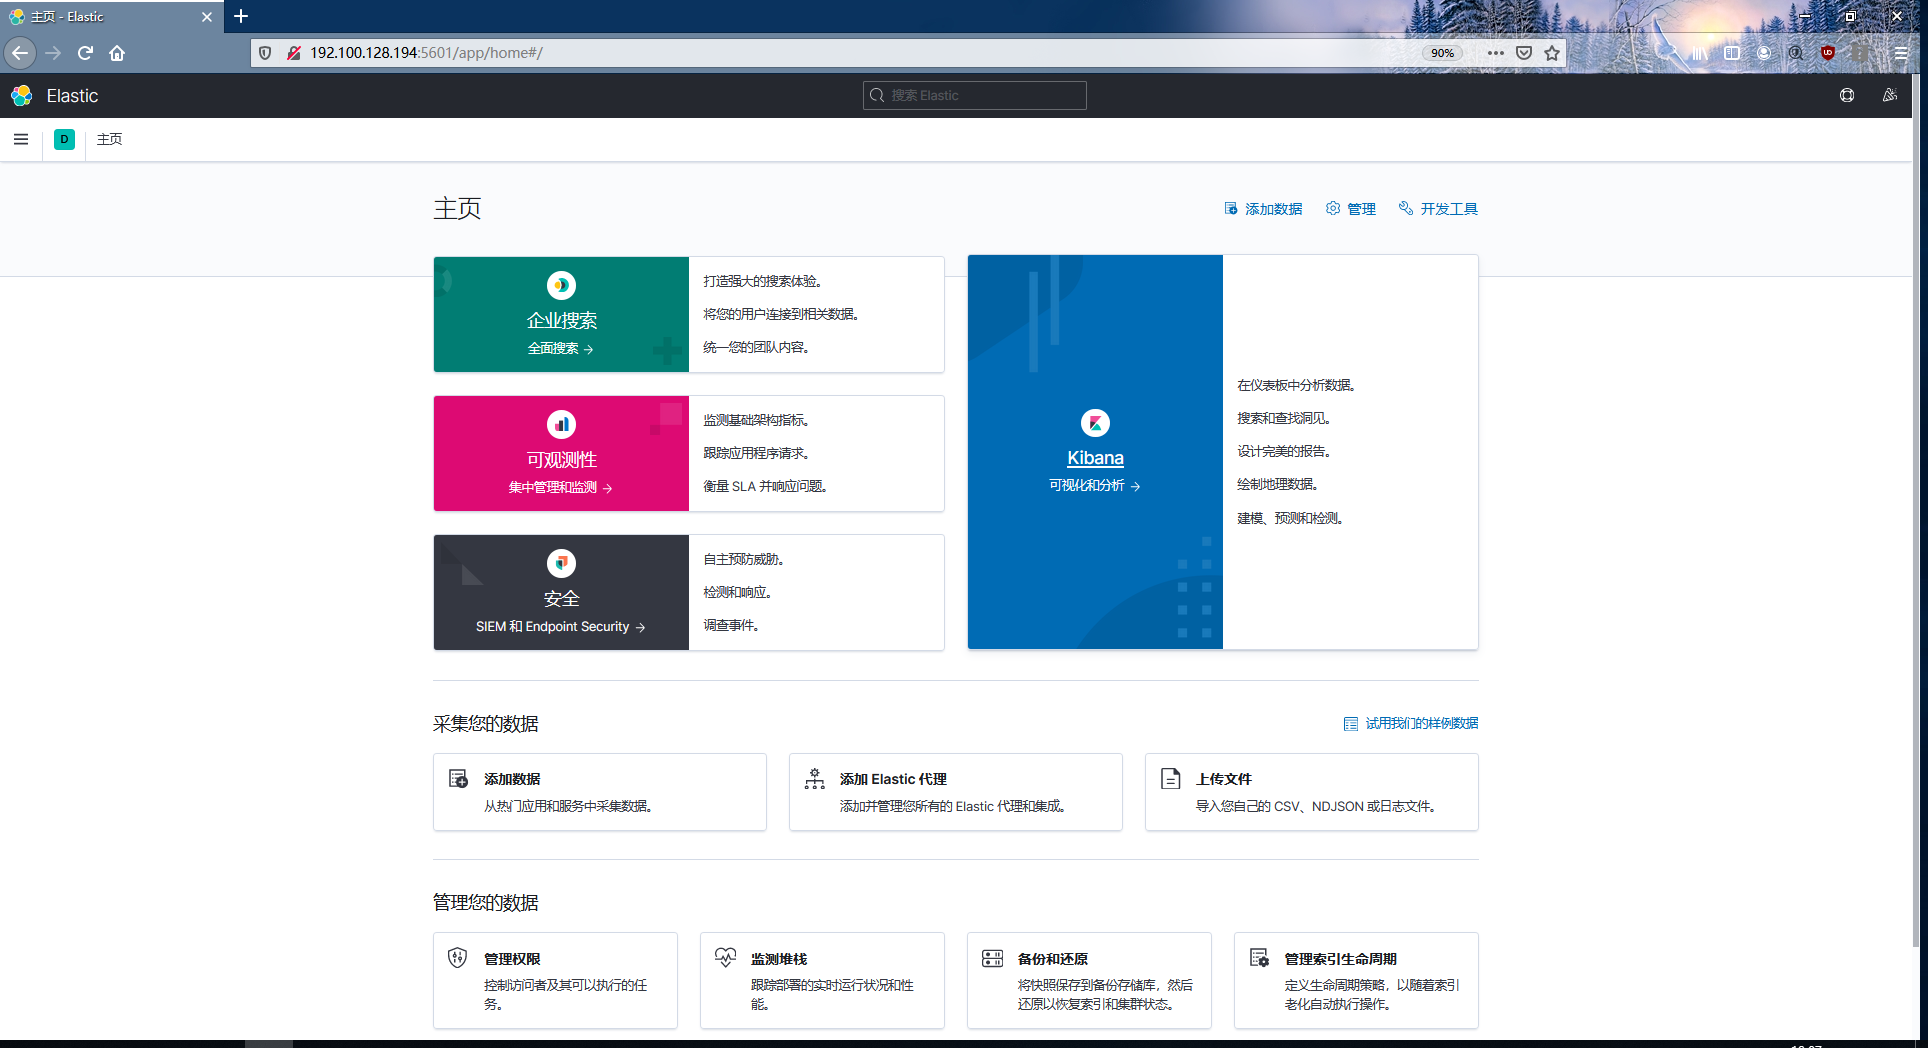 主页 - Elastic
192.100.128.194:5601/app/home#/
90%
Elastic
搜索 Elastic
D
主页
主页
添加数据
管理
开发工具
企业搜索
全面搜索 →
打造强大的搜索体验。
将您的用户连接到相关数据。
统一您的团队内容。
可观测性
集中管理和监测 →
监测基础架构指标。
跟踪应用程序请求。
衡量 SLA 并响应问题。
安全
SIEM 和 Endpoint Security →
自主预防威胁。
检测和响应。
调查事件。
Kibana
可视化和分析 →
在仪表板中分析数据。
搜索和查找洞见。
设计完美的报告。
绘制地理数据。
建模、预测和检测。
采集您的数据
试用我们的样例数据
添加数据
从热门应用和服务中采集数据。
添加 Elastic 代理
添加并管理您所有的 Elastic 代理和集成。
上传文件
导入您自己的 CSV、NDJSON 或日志文件。
管理您的数据
管理权限
控制访问者及其可以执行的任
务。
监测堆栈
跟踪部署的实时运行状况和性
能。
备份和还原
将快照保存到备份存储库，然后
还原以恢复索引和集群状态。
管理索引生命周期
定义生命周期策略，以随着索引
老化自动执行操作。